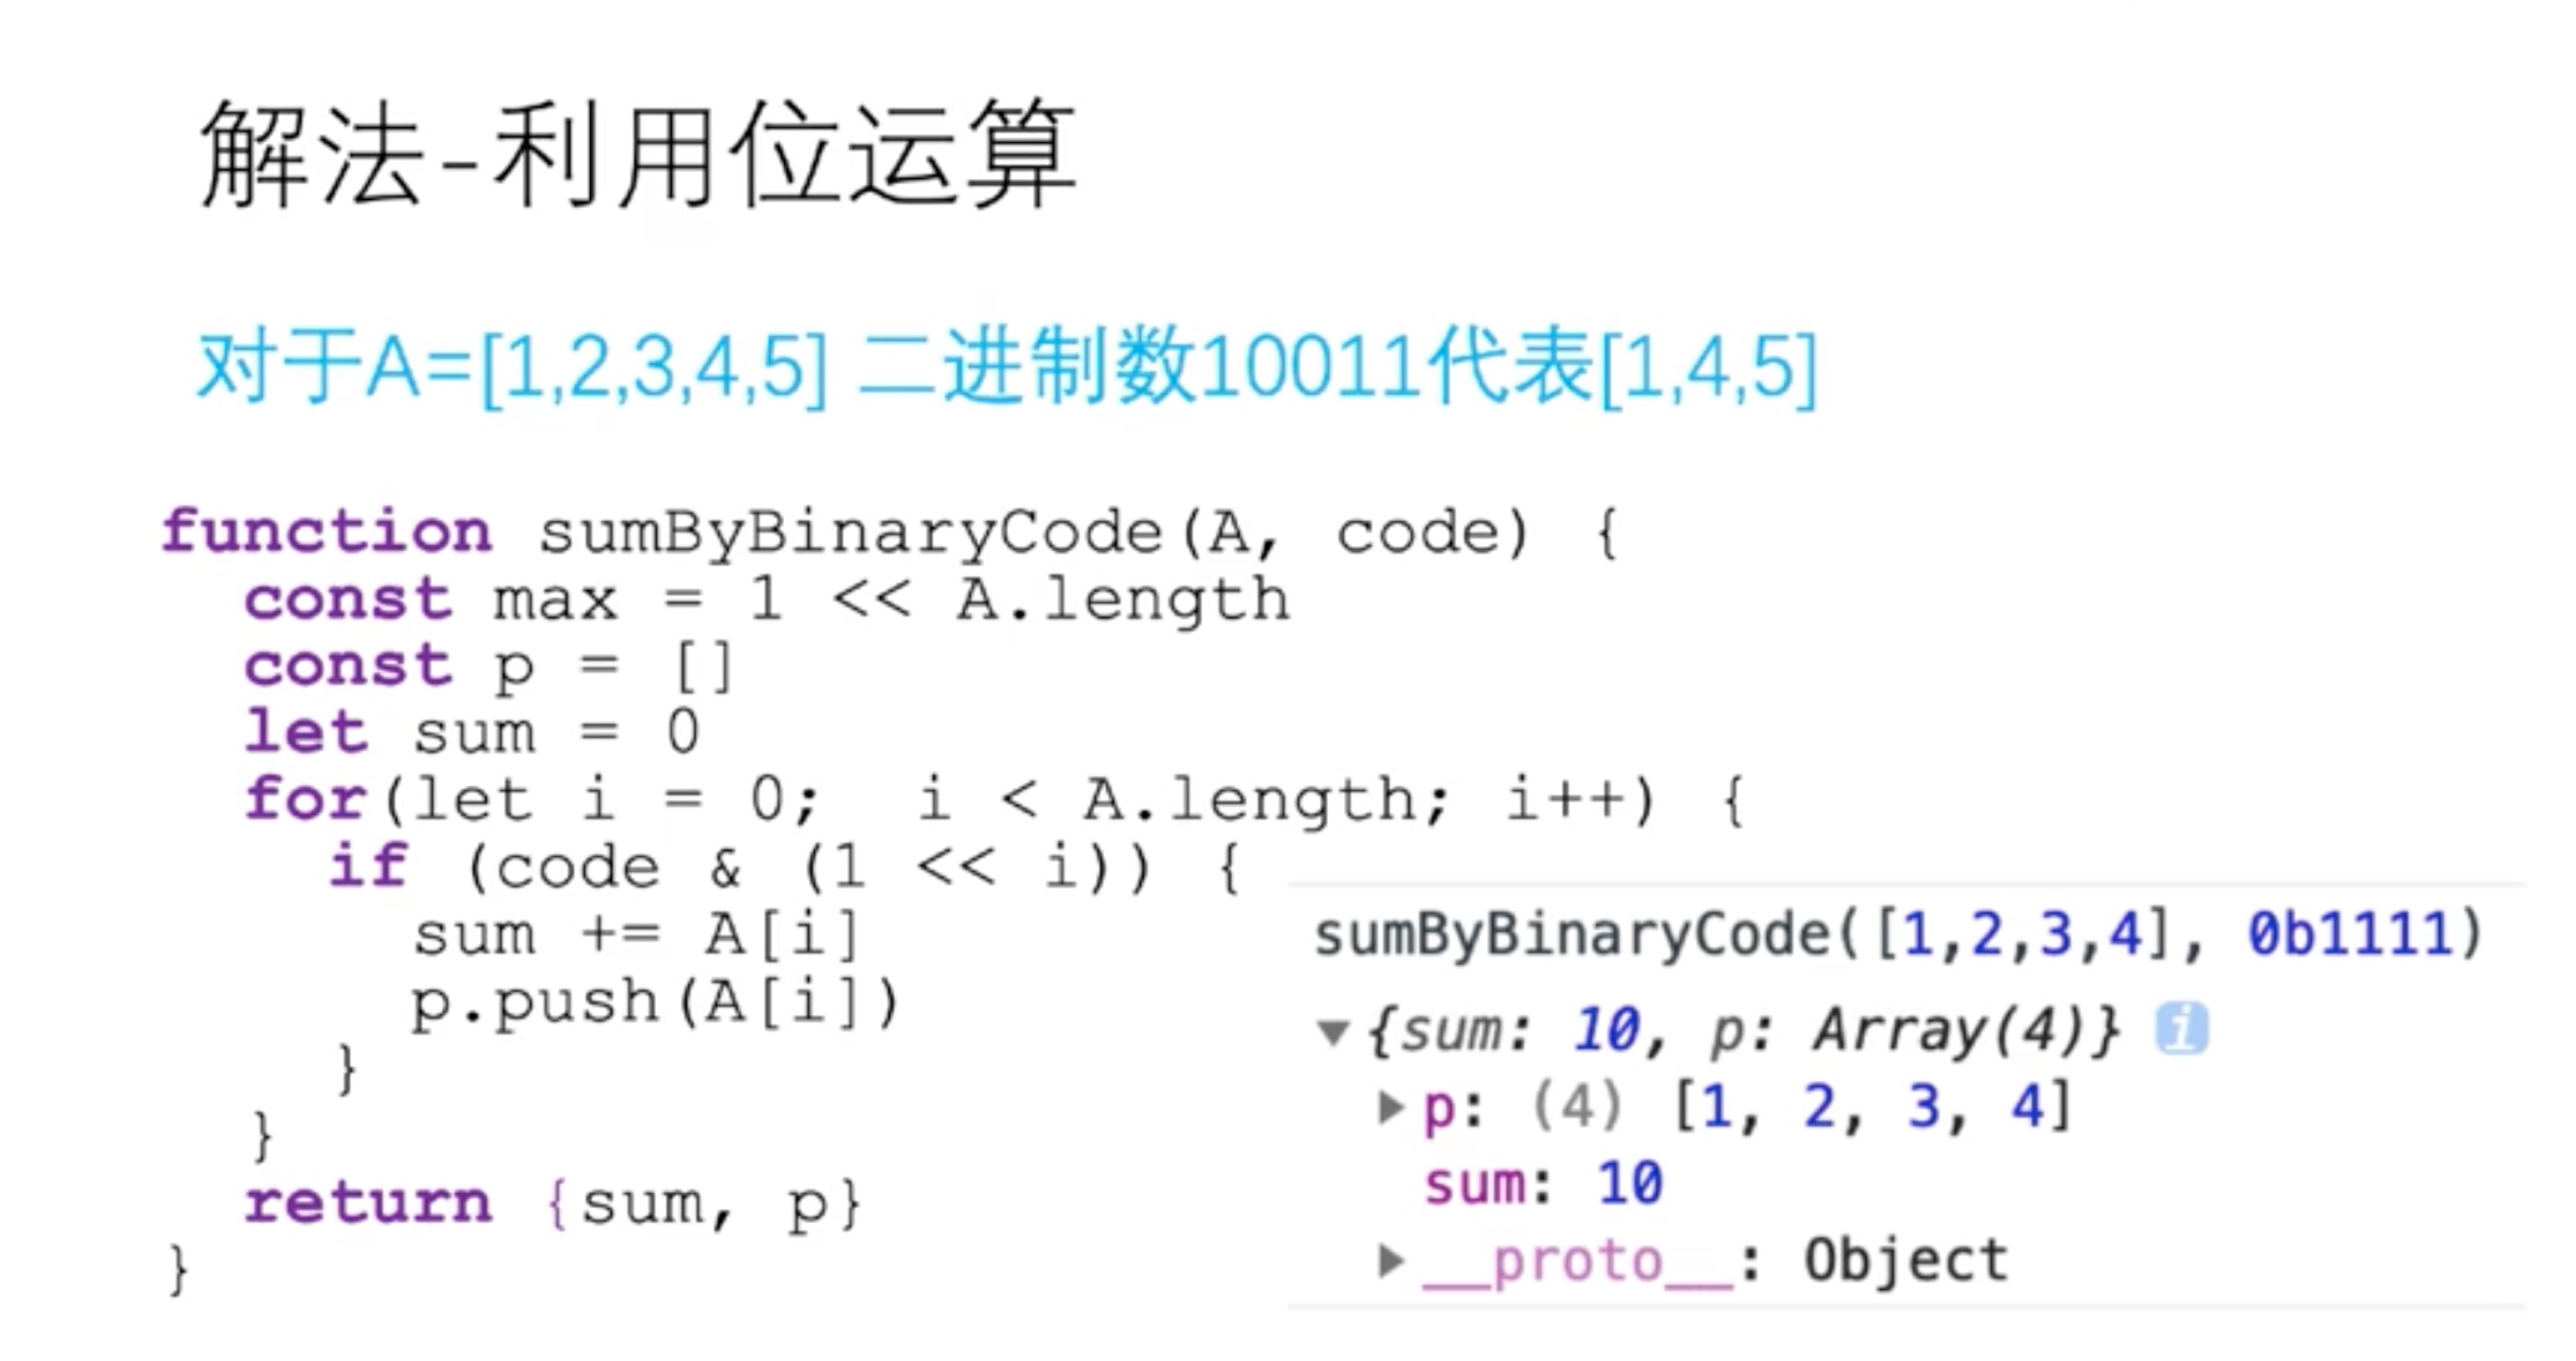 解法-利用位运算
对于A=[1,2,3,4,5] 二进制数10011代表[1,4,5]
function sumByBinaryCode(A, code) {
const max = 1 << A.length
const p = []
let sum = 0
for(let i = 0; i < A.length; i++) {
if (code & (1 << i)) {
sum += A[i]
p.push(A[i])
}
}
return {sum, p}
}
sumByBinaryCode([1,2,3,4], 0b1111)
▼{sum: 10, p: Array(4)} i
▶p: (4) [1, 2, 3, 4]
sum: 10
▶__proto__: Object